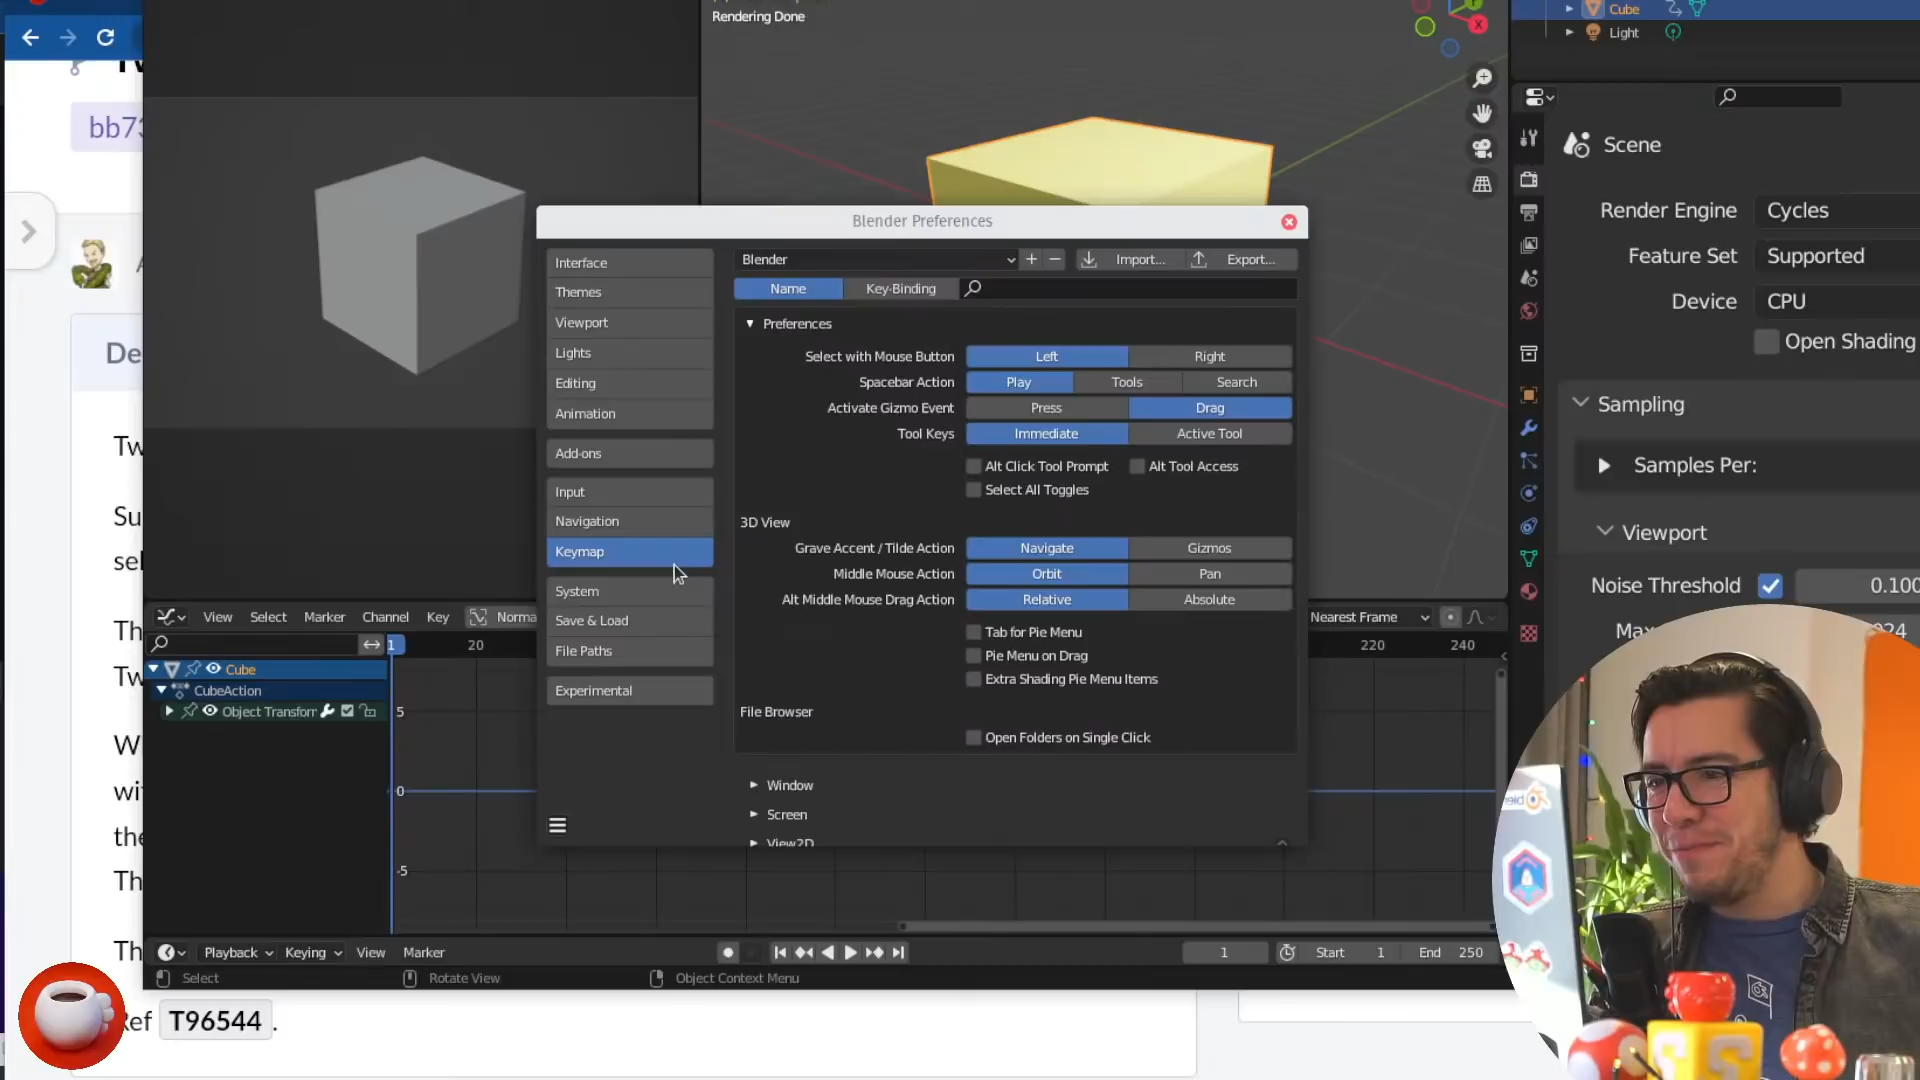 Rendering Done
Cube
Light
bb73
De
Tw
Su
sel
Th
Tw
wi
the
Th
Th
Ref T96544 .
Blender Preferences
Interface
Themes
Viewport
Lights
Editing
Animation
Add-ons
Input
Navigation
Keymap
System
Save & Load
File Paths
Experimental
Blender
+ −
Import...
Export...
Name Key-Binding
Preferences
Select with Mouse Button Left Right
Spacebar Action Play Tools Search
Activate Gizmo Event Press Drag
Tool Keys Immediate Active Tool
Alt Click Tool Prompt Alt Tool Access
Select All Toggles
3D View
Grave Accent / Tilde Action Navigate Gizmos
Middle Mouse Action Orbit Pan
Alt Middle Mouse Drag Action Relative Absolute
Tab for Pie Menu
Pie Menu on Drag
Extra Shading Pie Menu Items
File Browser
Open Folders on Single Click
Window
Screen
View2D
Scene
Render Engine Cycles
Feature Set Supported
Device CPU
Open Shading
Sampling
Samples Per:
Viewport
Noise Threshold 0.100
Max
View Select Marker Channel Key Norma
Nearest Frame
1 20 220 240
Cube
CubeAction
Object Transforn
5
0
-5
Playback Keying View Marker
1 Start 1 End 250
Select Rotate View Object Context Menu